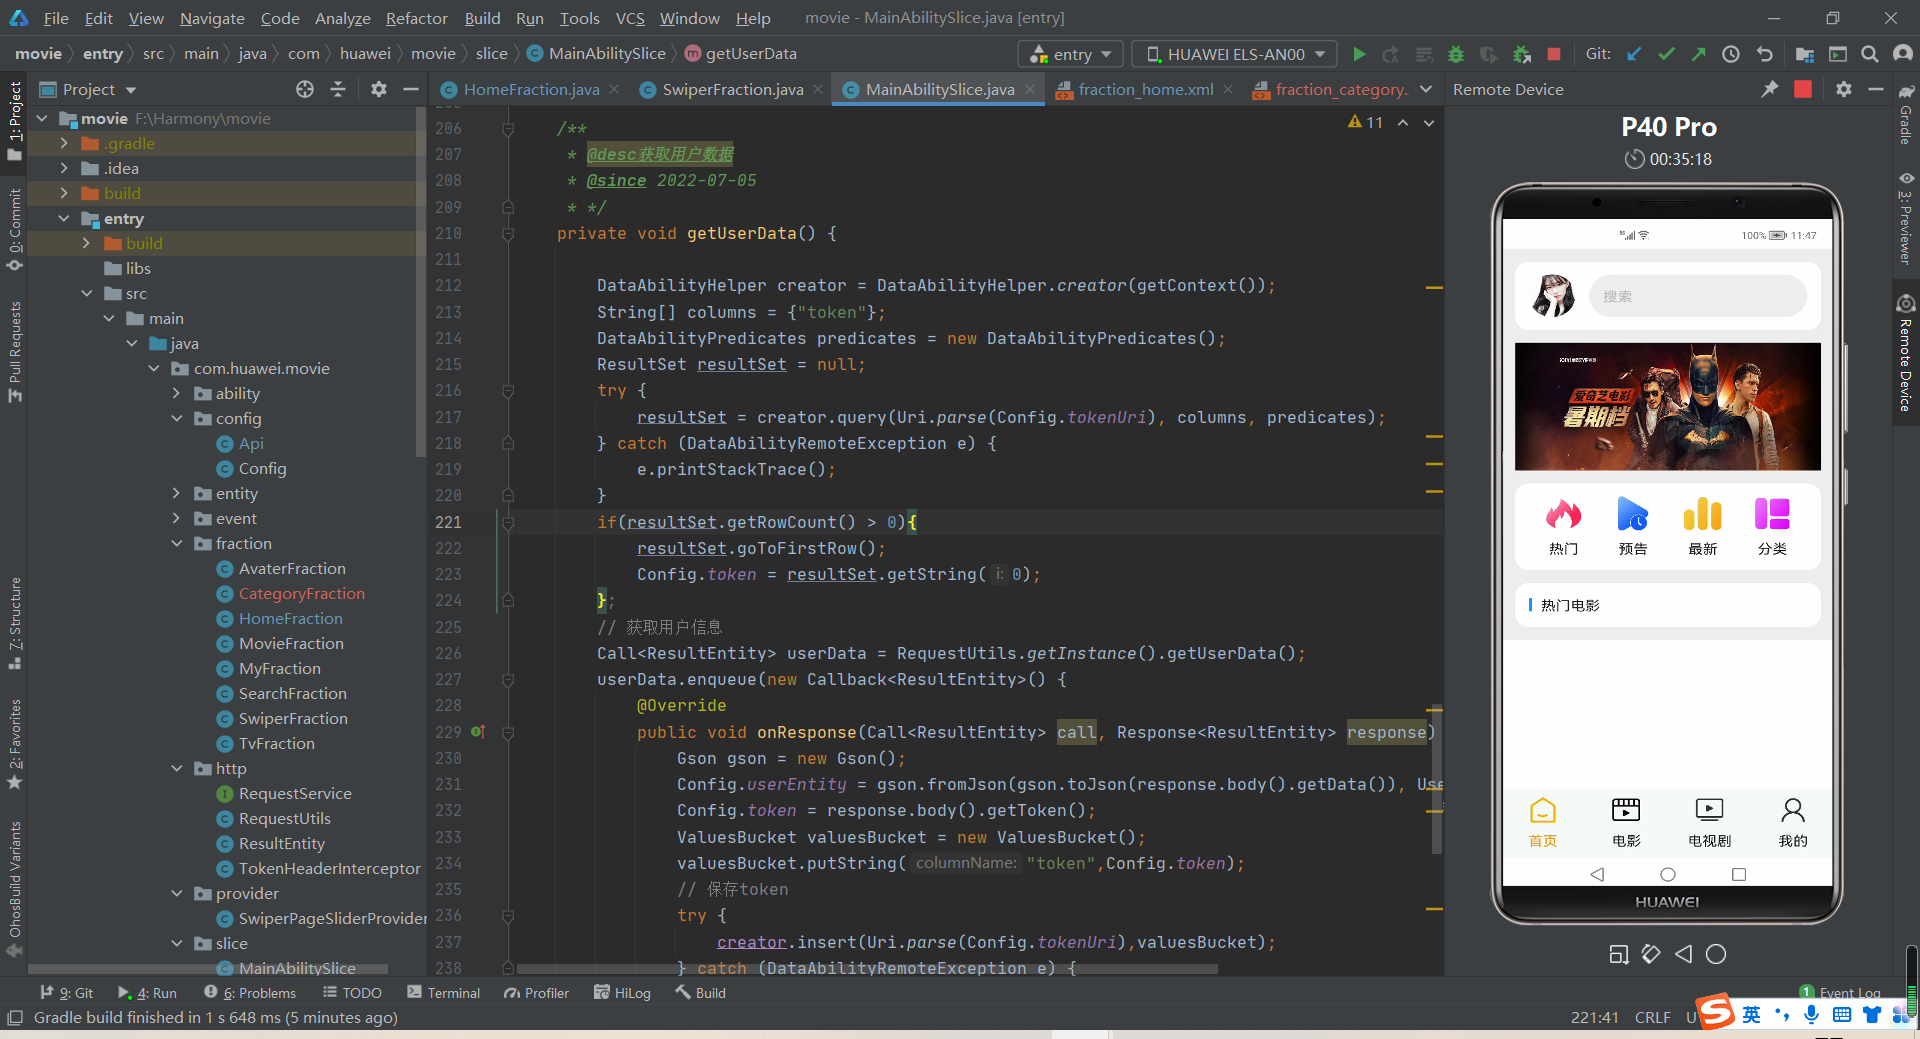 File Edit View Navigate Code Analyze Refactor Build Run Tools VCS Window Help movie - MainAbilitySlice.java [entry]
movie entry src main java com huawei movie slice MainAbilitySlice getUserData entry HUAWEI ELS-AN00 Git:
Project
HomeFraction.java SwiperFraction.java MainAbilitySlice.java fraction_home.xml fraction_category.
Remote Device
1: Project
0: Commit
Pull Requests
7: Structure
2: Favorites
OhosBuild Variants
movie F:\Harmony\movie
.gradle
.idea
build
entry
build
libs
src
main
java
com.huawei.movie
ability
config
Api
Config
entity
event
fraction
AvaterFraction
CategoryFraction
HomeFraction
MovieFraction
MyFraction
SearchFraction
SwiperFraction
TvFraction
http
RequestService
RequestUtils
ResultEntity
TokenHeaderInterceptor
provider
SwiperPageSliderProvider
slice
MainAbilitySlice
11
206 /**
207 * @desc获取用户数据
208 * @since 2022-07-05
209 * */
210 private void getUserData() {
211
212 DataAbilityHelper creator = DataAbilityHelper.creator(getContext());
213 String[] columns = {"token"};
214 DataAbilityPredicates predicates = new DataAbilityPredicates();
215 ResultSet resultSet = null;
216 try {
217 resultSet = creator.query(Uri.parse(Config.tokenUri), columns, predicates);
218 } catch (DataAbilityRemoteException e) {
219 e.printStackTrace();
220 }
221 if(resultSet.getRowCount() > 0){
222 resultSet.goToFirstRow();
223 Config.token = resultSet.getString( i: 0);
224 };
225 // 获取用户信息
226 Call<ResultEntity> userData = RequestUtils.getInstance().getUserData();
227 userData.enqueue(new Callback<ResultEntity>() {
228 @Override
229 public void onResponse(Call<ResultEntity> call, Response<ResultEntity> response)
230 Gson gson = new Gson();
231 Config.userEntity = gson.fromJson(gson.toJson(response.body().getData()), Use
232 Config.token = response.body().getToken();
233 ValuesBucket valuesBucket = new ValuesBucket();
234 valuesBucket.putString( columnName: "token",Config.token);
235 // 保存token
236 try {
237 creator.insert(Uri.parse(Config.tokenUri),valuesBucket);
238 } catch (DataAbilityRemoteException e) {
P40 Pro
00:35:18
100% 11:47
搜索
爱奇艺电影
暑期档
热门 预告 最新 分类
热门电影
首页 电影 电视剧 我的
HUAWEI
Gradle
3: Previewer
Remote Device
9: Git 4: Run 6: Problems TODO Terminal Profiler HiLog Build 1 Event Log
Gradle build finished in 1 s 648 ms (5 minutes ago) 221:41 CRLF U
S 英